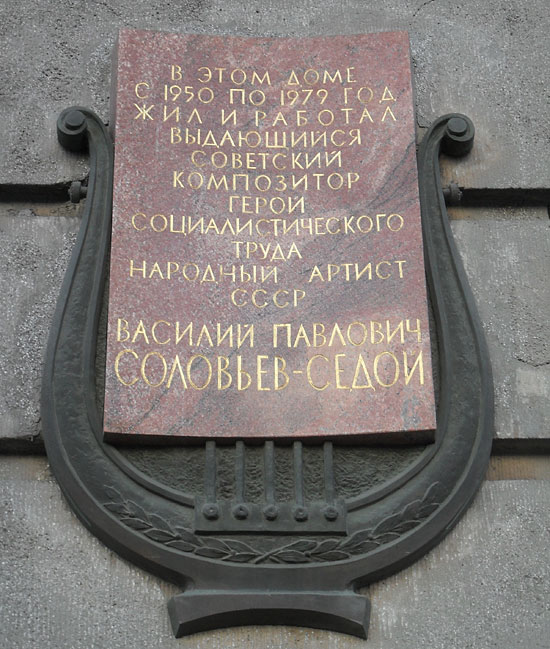 В ЭТОМ ДОМЕ
С 1950 ПО 1979 ГОД
ЖИЛ И РАБОТАЛ
ВЫДАЮЩИЙСЯ
СОВЕТСКИЙ
КОМПОЗИТОР
ГЕРОЙ
СОЦИАЛИСТИЧЕСКОГО
ТРУДА
НАРОДНЫЙ АРТИСТ
СССР
ВАСИЛИЙ ПАВЛОВИЧ
СОЛОВЬЕВ-СЕДОЙ